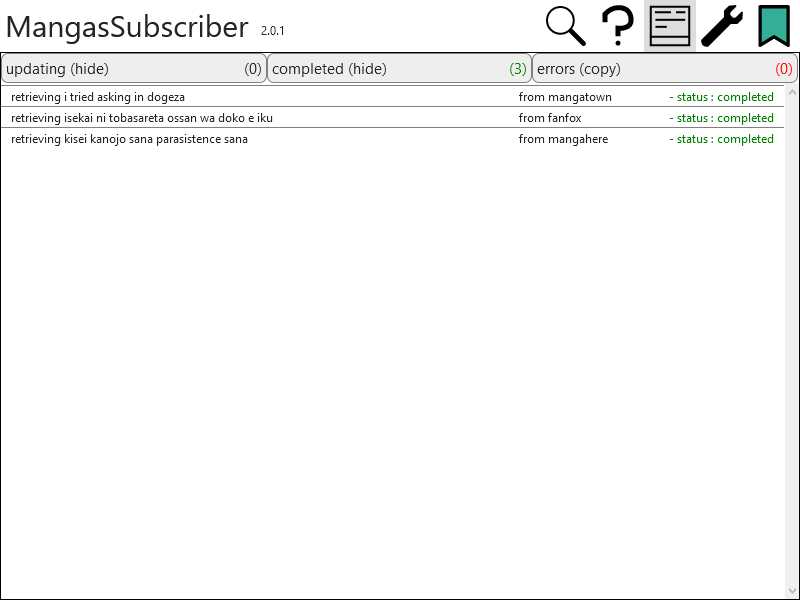 MangasSubscriber 2.0.1
updating (hide) (0) completed (hide) (3) errors (copy) (0)
retrieving i tried asking in dogeza from mangatown - status : completed
retrieving isekai ni tobasareta ossan wa doko e iku from fanfox - status : completed
retrieving kisei kanojo sana parasistence sana from mangahere - status : completed